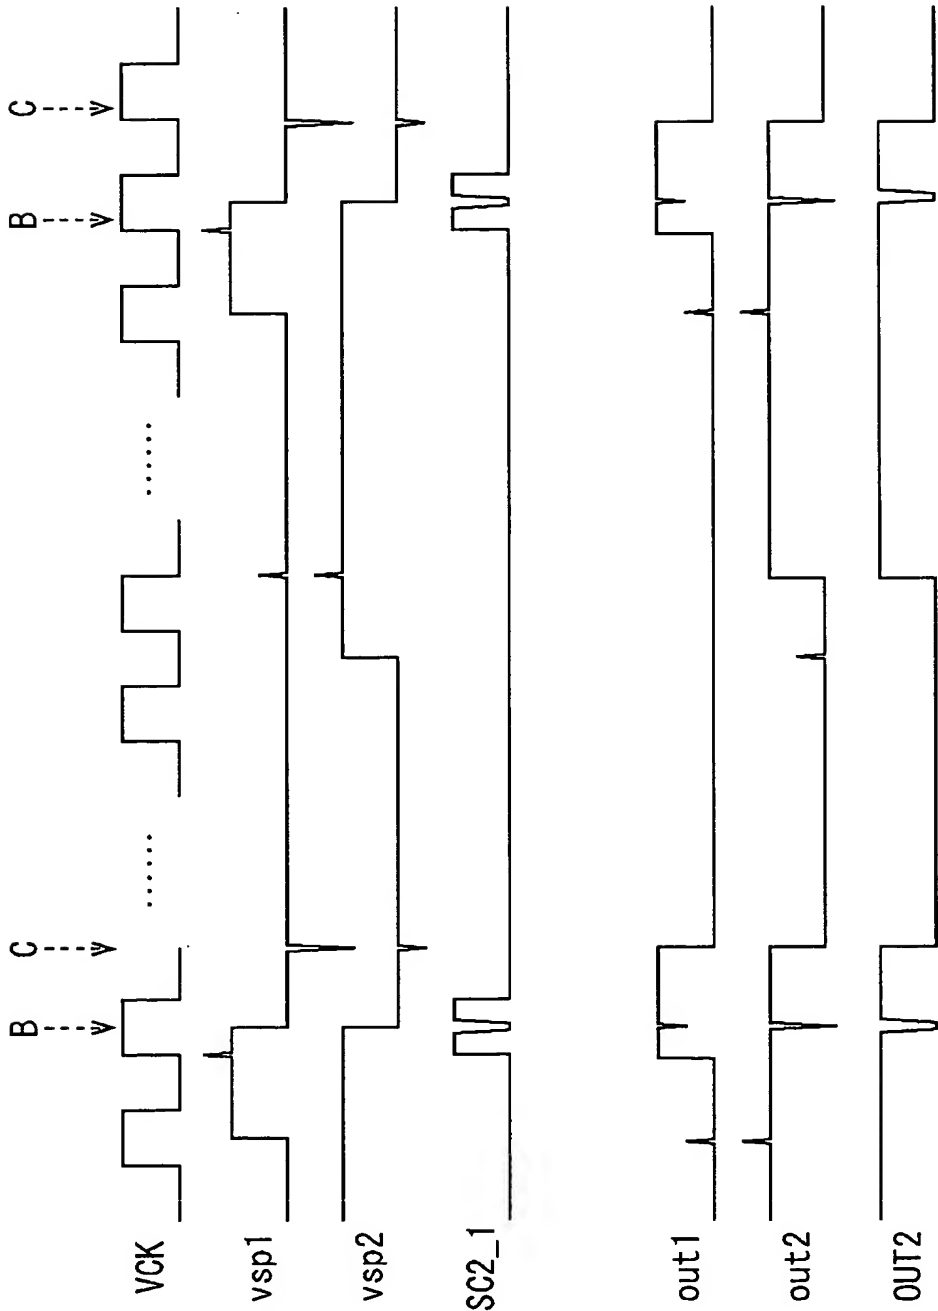 B C B C
VCK ...... ......
vsp1
vsp2
SC2_1
out1
out2
OUT2